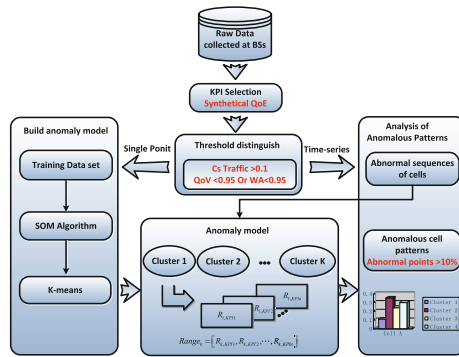 Raw Data
collected at BSs
KPI Selection
Synthetical QoE
Build anomaly model
Single Ponit
Threshold distinguish
Time-series
Analysis of
Anomalous Patterns
Cs Traffic >0.1
QoV <0.95 Or WA<0.95
Training Data set
Abnormal sequences
of cells
SOM Algorithm
Anomaly model
Anomalous cell
patterns
Abnormal points >10%
K-means
Cluster 1
Cluster 2
•••
Cluster K
Cluster 1
Cluster 2
Cluster 3
Cluster 4
Cell A